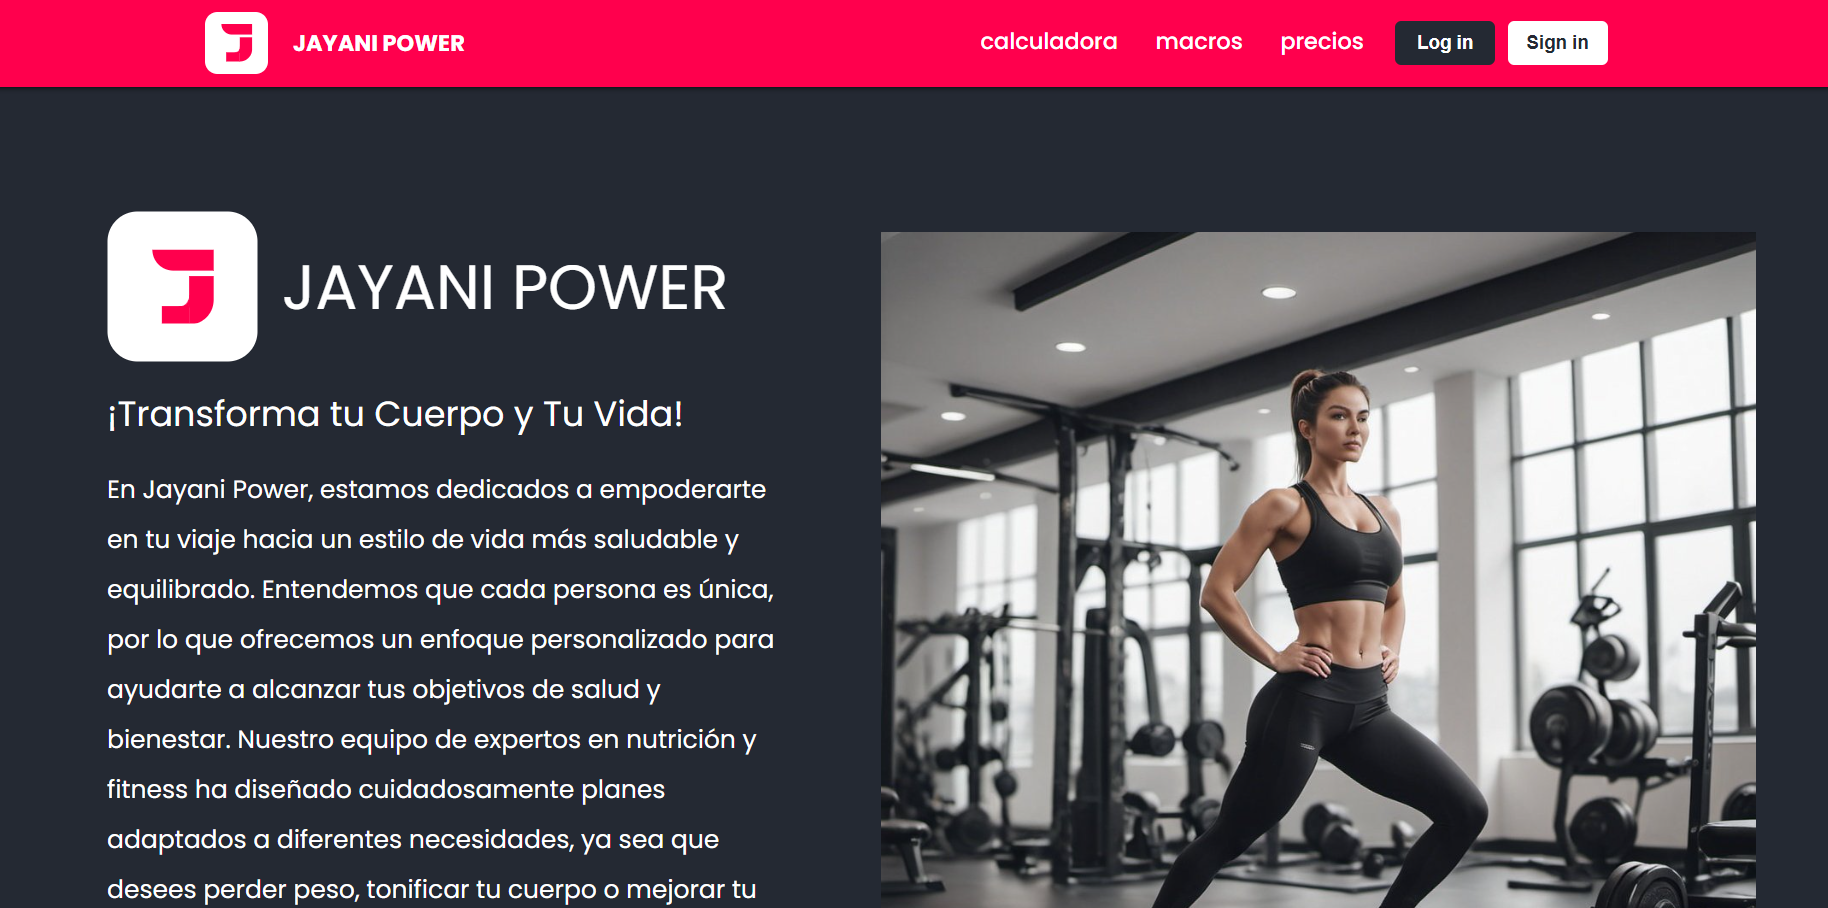 JAYANI POWER
calculadora macros precios Log in Sign in
JAYANI POWER
¡Transforma tu Cuerpo y Tu Vida!
En Jayani Power, estamos dedicados a empoderarte
en tu viaje hacia un estilo de vida más saludable y
equilibrado. Entendemos que cada persona es única,
por lo que ofrecemos un enfoque personalizado para
ayudarte a alcanzar tus objetivos de salud y
bienestar. Nuestro equipo de expertos en nutrición y
fitness ha diseñado cuidadosamente planes
adaptados a diferentes necesidades, ya sea que
desees perder peso, tonificar tu cuerpo o mejorar tu